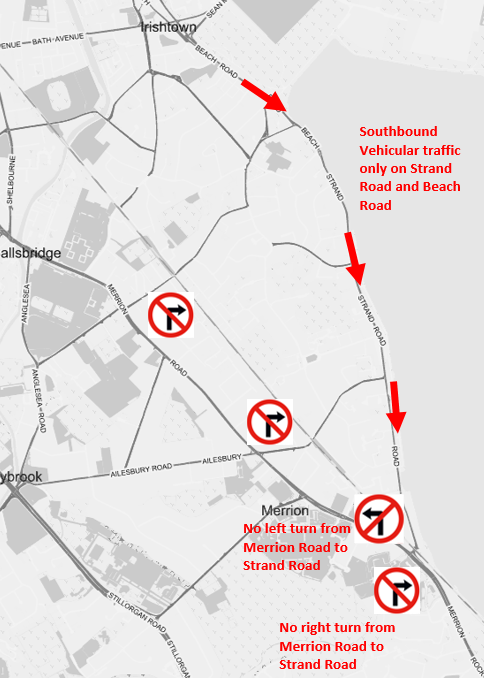 SEAN M
Irishtown
ENUE
BATH-AVENUE
BEACH-ROAD
BEACH
STRAND
SHELBOURNE
Southbound
Vehicular traffic
only on Strand
Road and Beach
Road
allsbridge
ANGLESEA
MERRION
ROAD
STRAND-ROAD
ANGLESEA-ROAD
ROAD
AILESBURY ROAD
AILESBURY
ybrook
Merrion
No left turn from
Merrion Road to
Strand Road
STILLORGAN ROAD
STILLORGAN
MERRION
ROCK
No right turn from
Merrion Road to
Strand Road